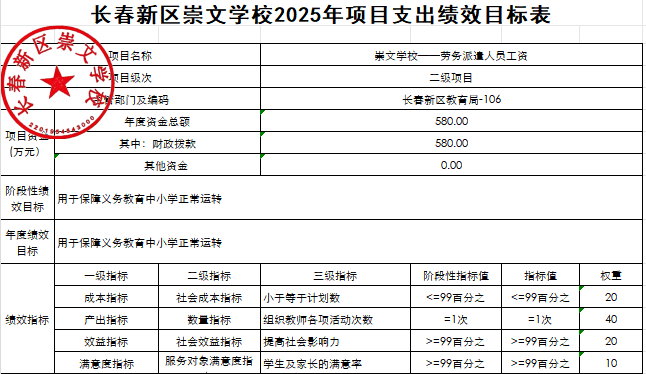 长春新区崇文学校2025年项目支出绩效目标表
项目名称 崇文学校——劳务派遣人员工资
项目级次 二级项目
部门及编码 长春新区教育局-106
项目资金(万元) 年度资金总额 580.00
其中：财政拨款 580.00
其他资金 0.00
阶段性绩效目标 用于保障义务教育中小学正常运转
年度绩效目标 用于保障义务教育中小学正常运转
绩效指标 一级指标 二级指标 三级指标 阶段性指标值 指标值 权重
成本指标 社会成本指标 小于等于计划数 <=99百分之 <=99百分之 20
产出指标 数量指标 组织教师各项活动次数 =1次 =1次 40
效益指标 社会效益指标 提高社会影响力 >=99百分之 >=99百分之 20
满意度指标 服务对象满意度指 学生及家长的满意率 >=99百分之 >=99百分之 10
长春新区崇文学校